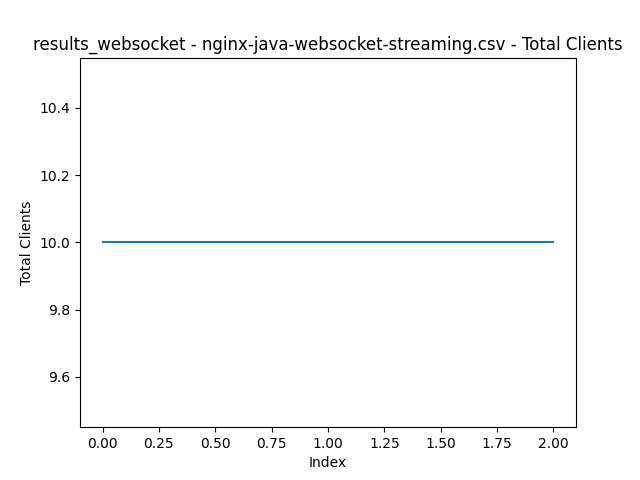 results_websocket - nginx-java-websocket-streaming.csv - Total Clients
10.4
10.2
10.0
9.8
9.6
Total Clients
0.00 0.25 0.50 0.75 1.00 1.25 1.50 1.75 2.00
Index